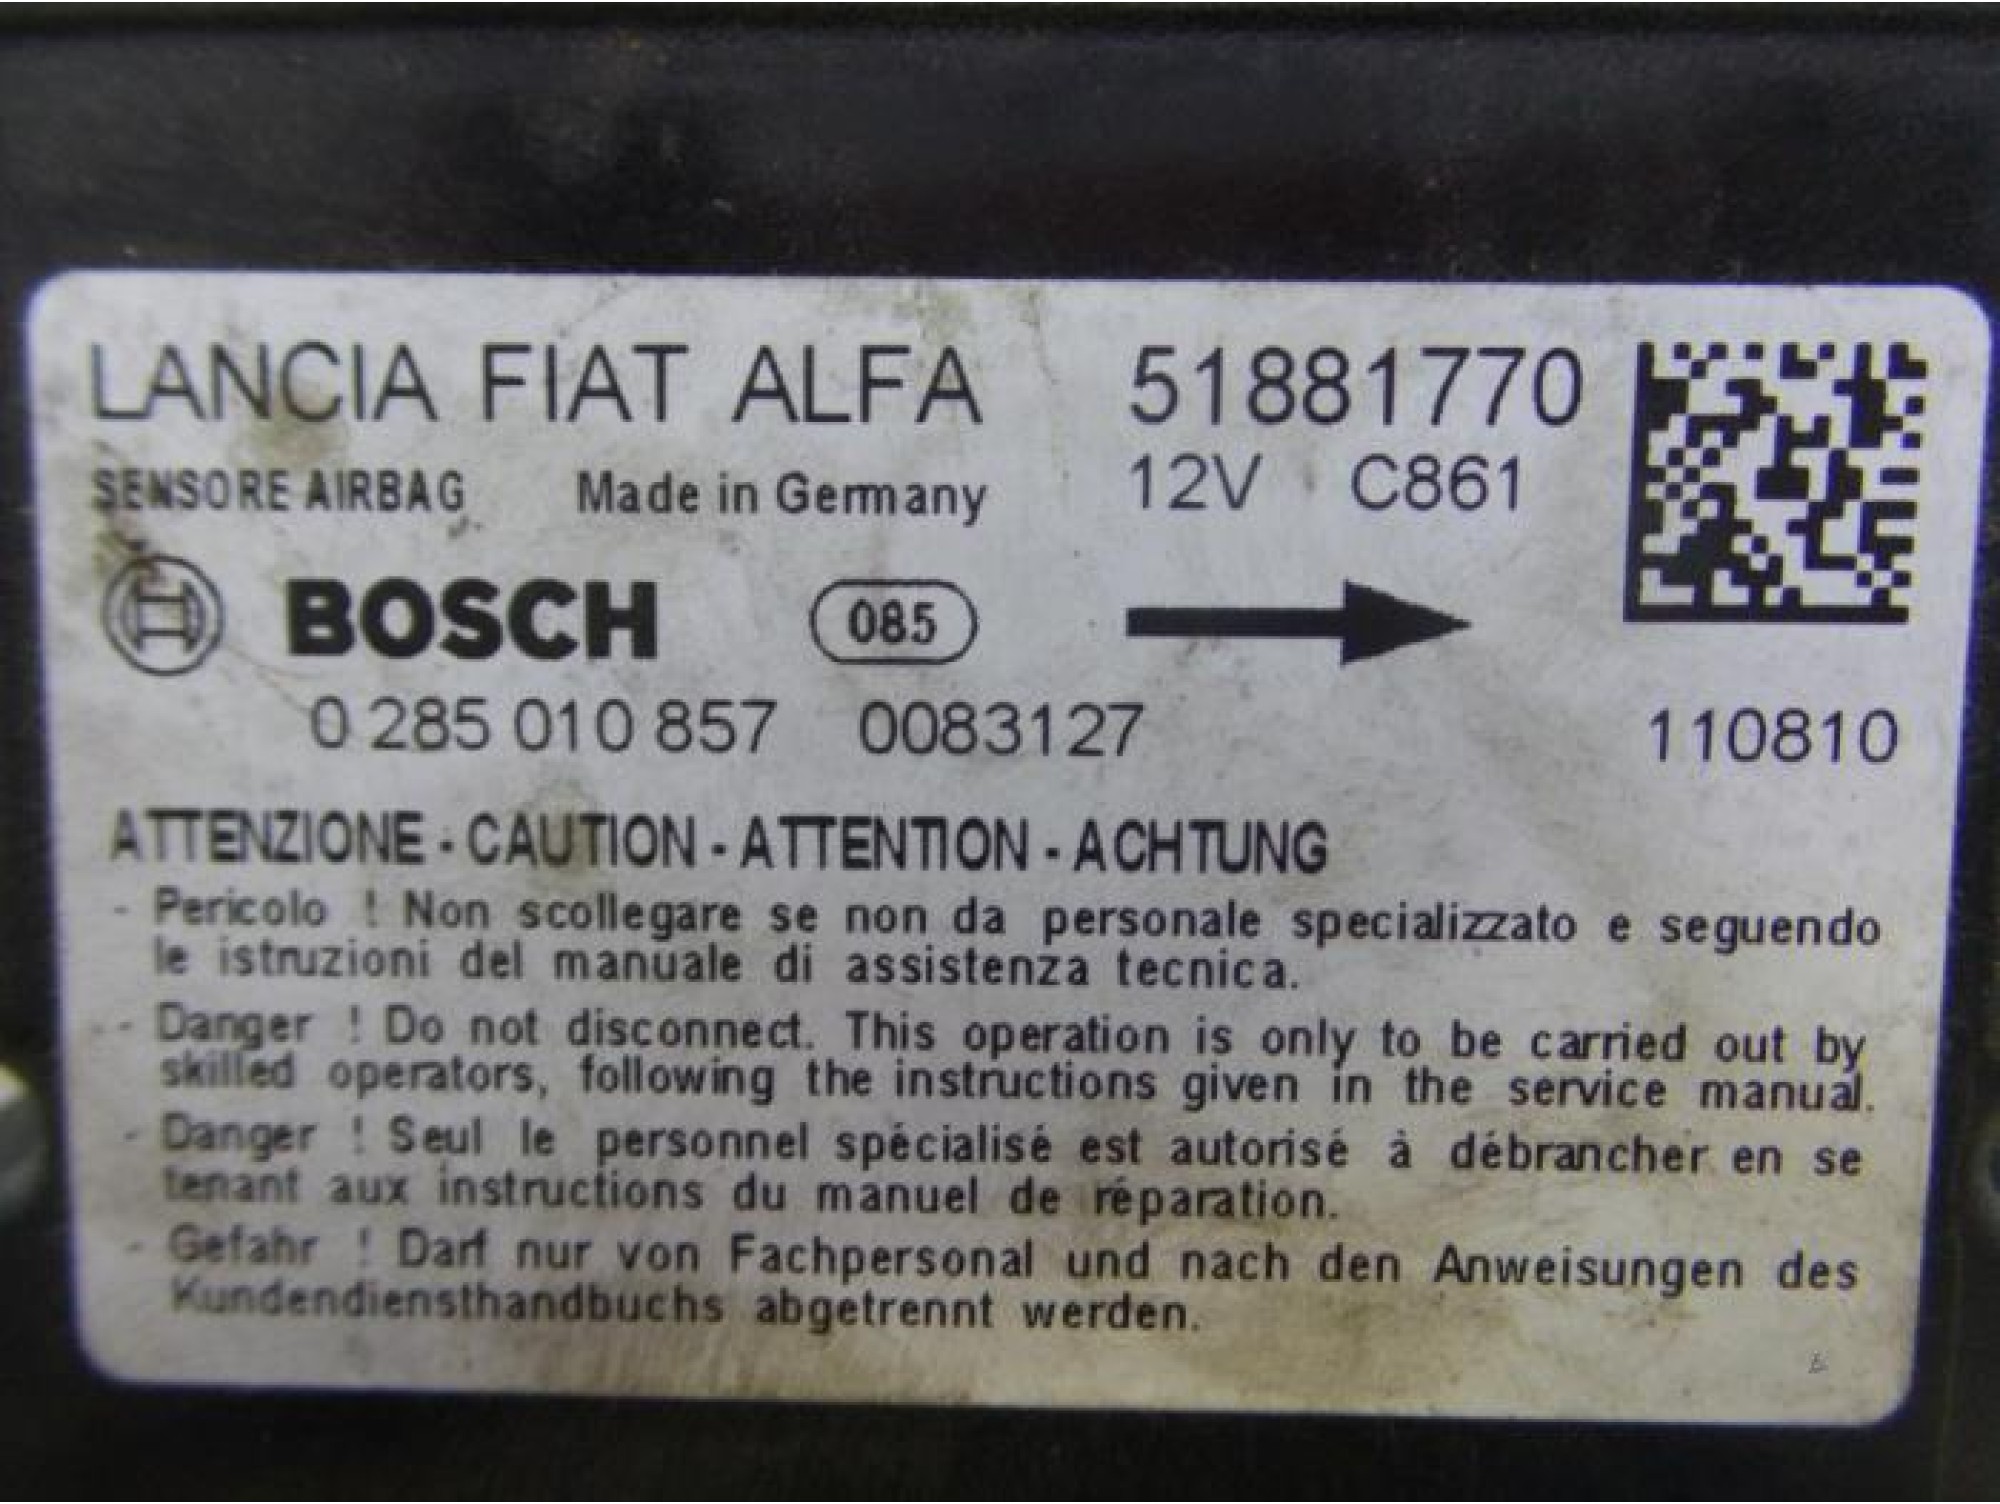 LANCIA FIAT ALFA 51881770
SENSORE AIRBAG Made in Germany 12V C861
BOSCH 085
0 285 010 857 0083127 110810
ATTENZIONE - CAUTION - ATTENTION - ACHTUNG
- Pericolo ! Non scollegare se non da personale specializzato e seguendo
le istruzioni del manuale di assistenza tecnica.
- Danger ! Do not disconnect. This operation is only to be carried out by
skilled operators, following the instructions given in the service manual.
- Danger ! Seul le personnel spécialisé est autorisé à débrancher en se
tenant aux instructions du manuel de réparation.
- Gefahr ! Darf nur von Fachpersonal und nach den Anweisungen des
Kundendiensthandbuchs abgetrennt werden.